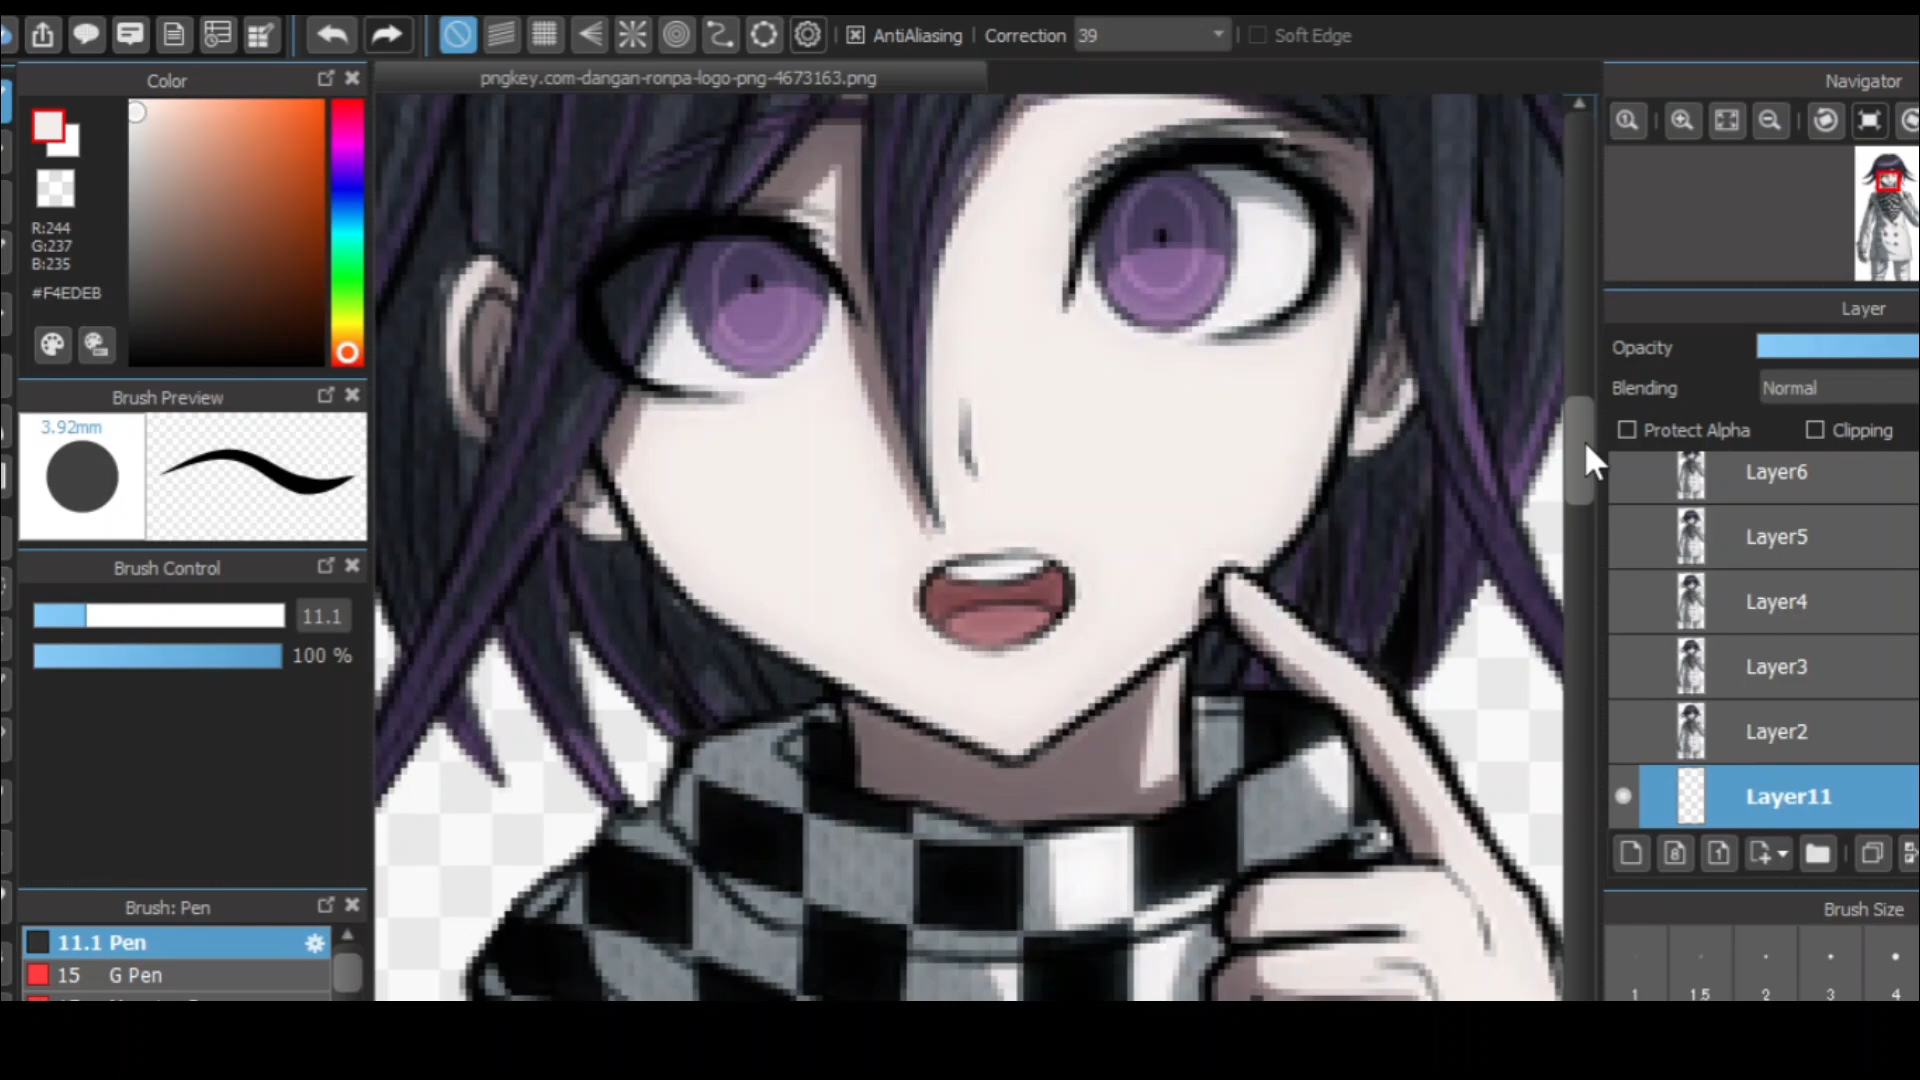 AntiAliasing
Correction 39
Soft Edge
Color
pngkey.com-dangan-ronpa-logo-png-4673163.png
Navigator
R:244
G:237
B:235
#F4EDEB
Layer
Opacity
Blending Normal
Protect Alpha
Clipping
Brush Preview
3.92mm
Layer6
Layer5
Layer4
Layer3
Layer2
Layer11
8
1
Brush Control
11.1
100 %
Brush: Pen
11.1 Pen
15 G Pen
Brush Size
1 1.5 2 3 4